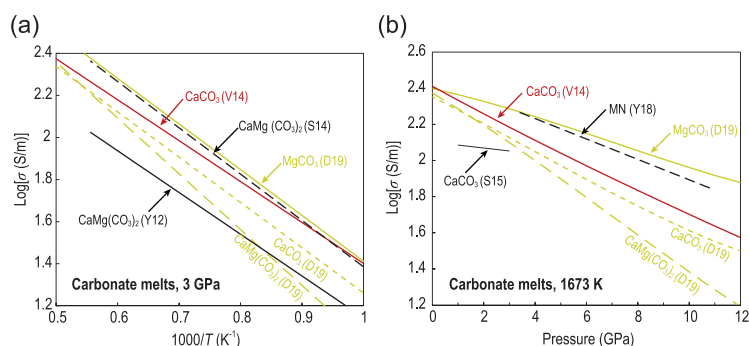 (a)
2.4
2.2
2.0
1.8
1.6
1.4
1.2
Log[σ (S/m)]
CaCO₃ (V14)
CaMg (CO₃)₂ (S14)
MgCO₃ (D19)
CaMg(CO₃)₂ (Y12)
CaCO₃ (D19)
CaMg(CO₃)₂ (D19)
Carbonate melts, 3 GPa
0.5 0.6 0.7 0.8 0.9 1
1000/T (K⁻¹)
(b)
2.6
2.4
2.2
2.0
1.8
1.6
1.4
1.2
Log[σ (S/m)]
CaCO₃ (V14)
MN (Y18)
MgCO₃ (D19)
CaCO₃ (S15)
CaCO₃ (D19)
CaMg(CO₃)₂ (D19)
Carbonate melts, 1673 K
0 2 4 6 8 10 12
Pressure (GPa)